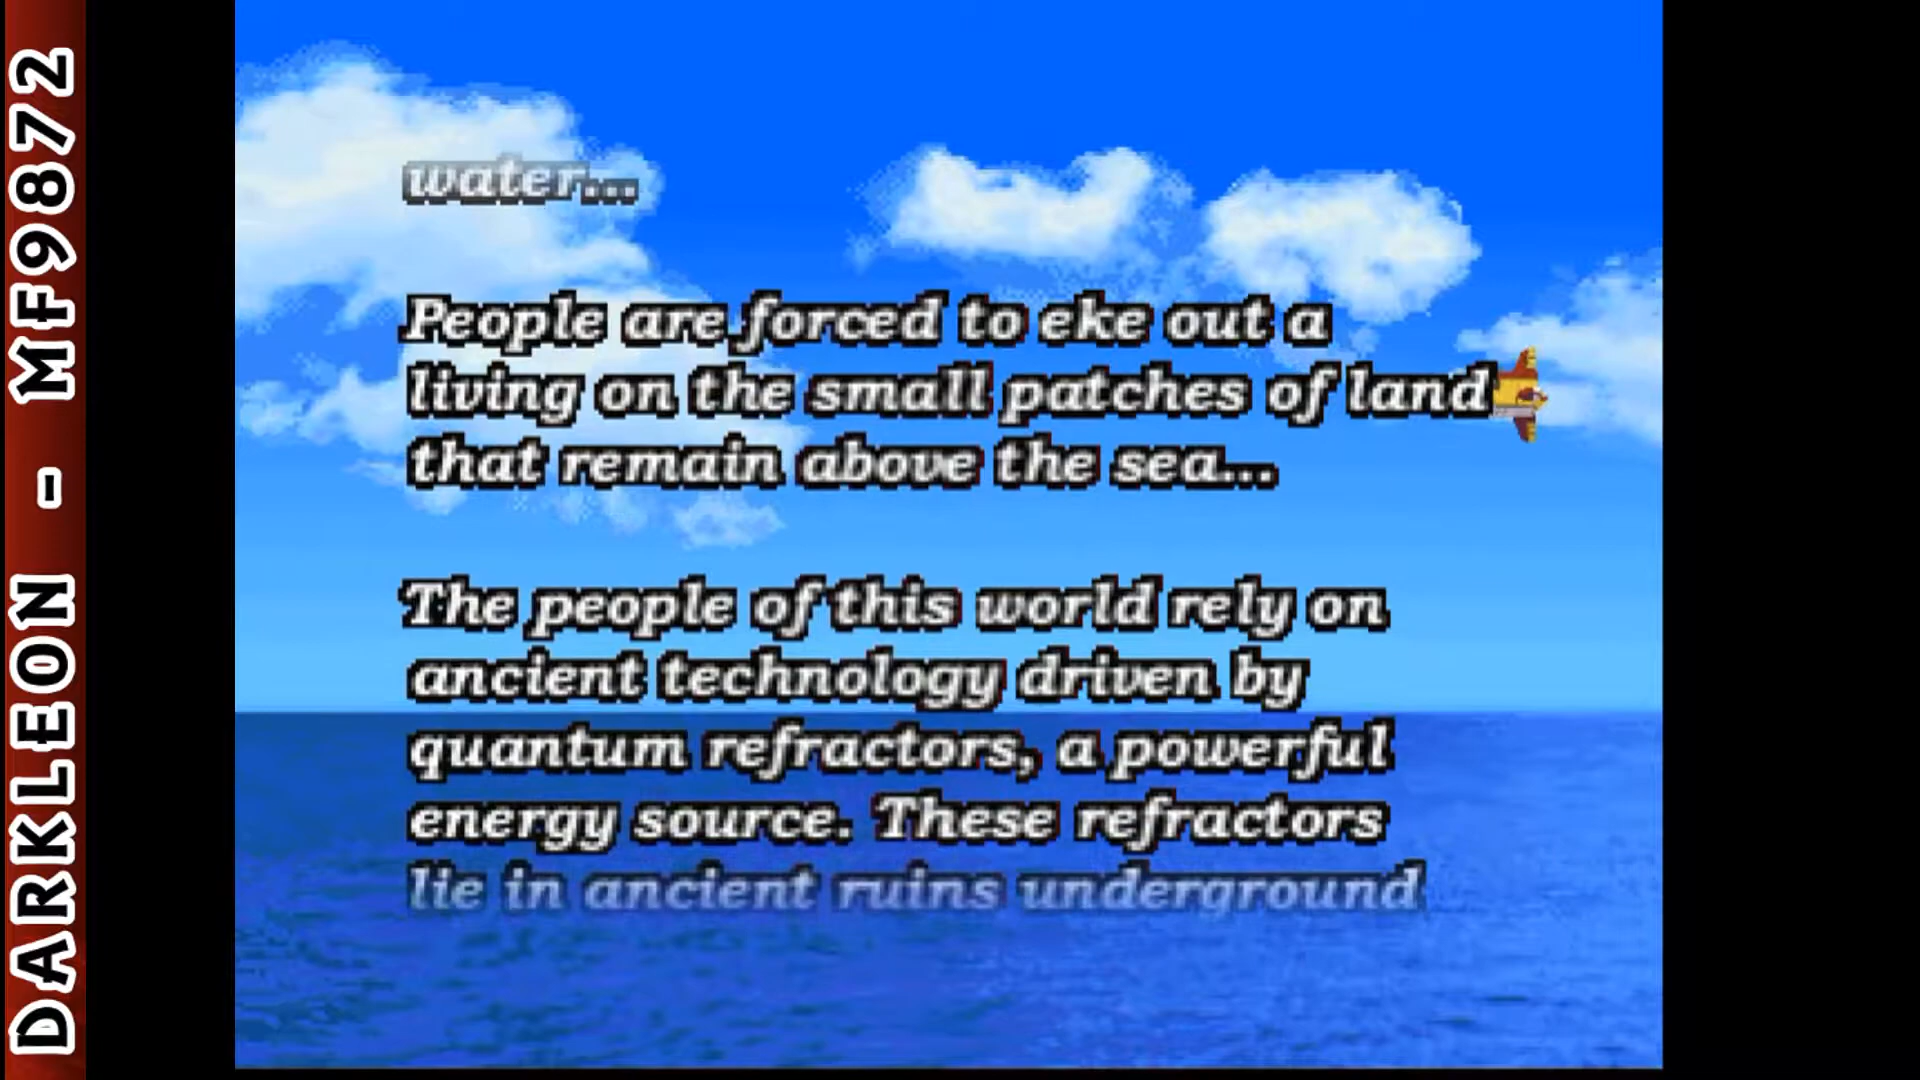 DARKLEON - MF9872
water...
People are forced to eke out a
living on the small patches of land
that remain above the sea...
The people of this world rely on
ancient technology driven by
quantum refractors, a powerful
energy source. These refractors
lie in ancient ruins underground